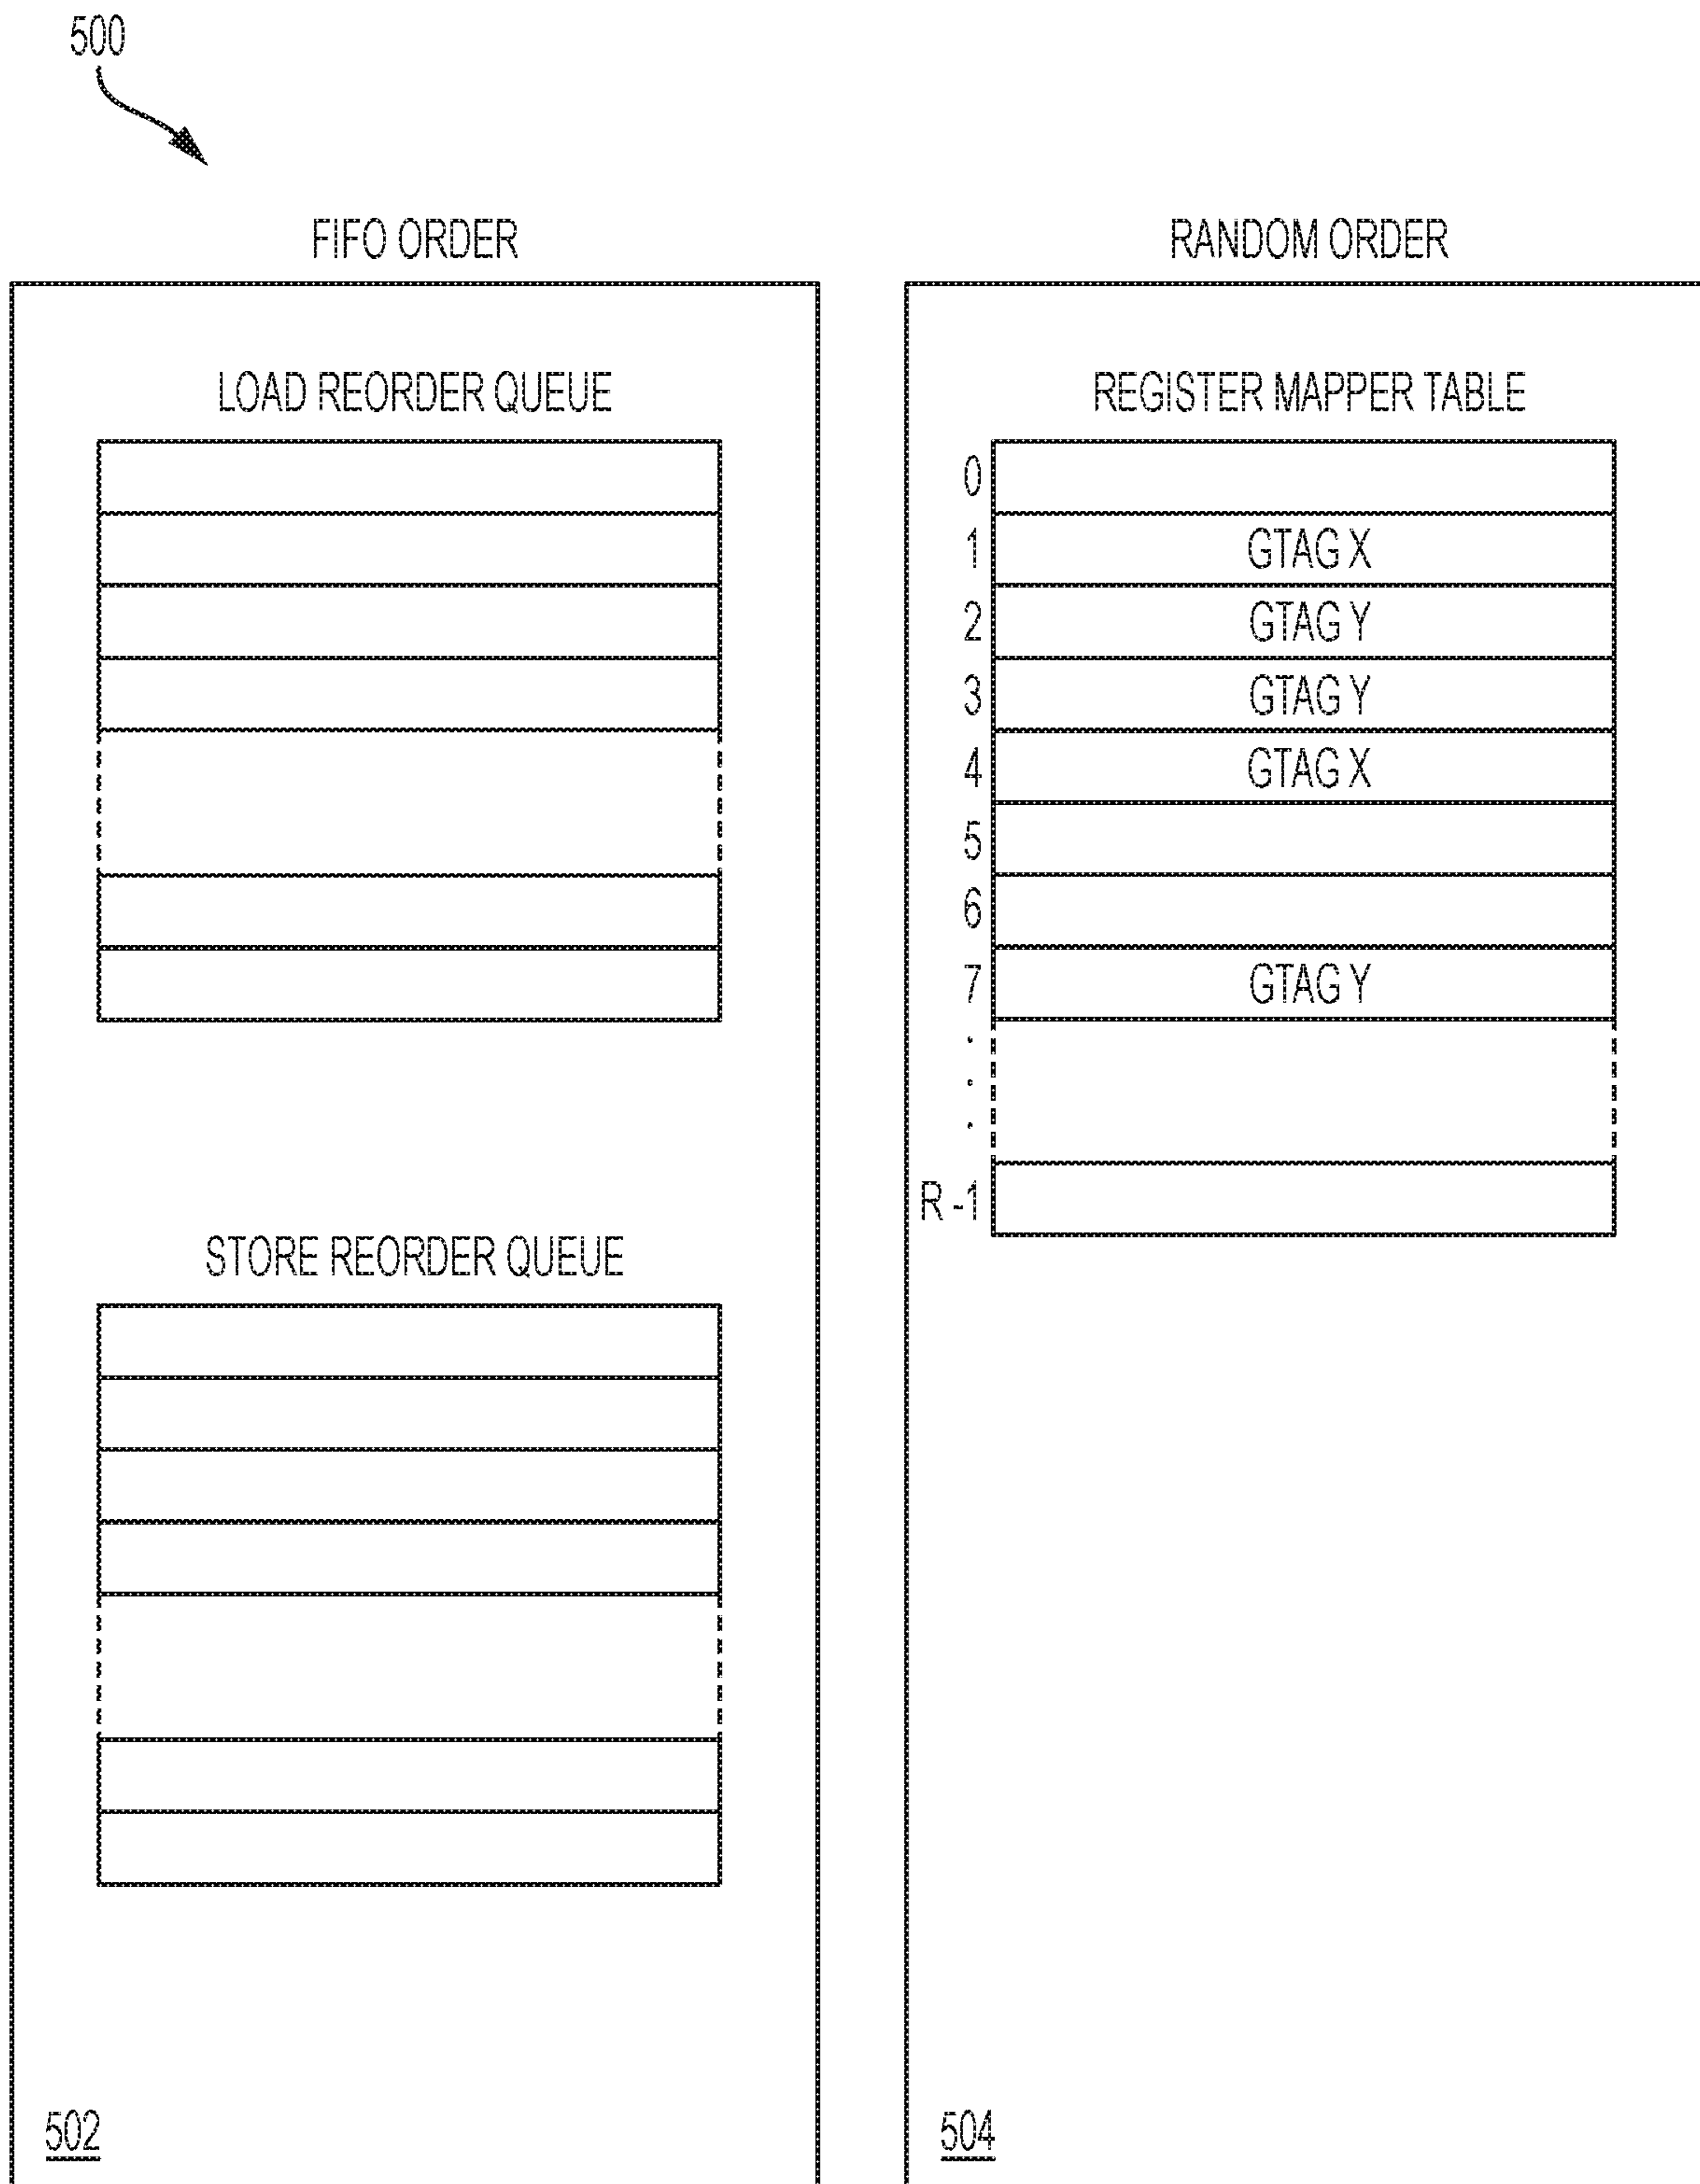 500
FIFO ORDER
LOAD REORDER QUEUE
STORE REORDER QUEUE
502
RANDOM ORDER
REGISTER MAPPER TABLE
0
1 GTAG X
2 GTAG Y
3 GTAG Y
4 GTAG X
5
6
7 GTAG Y
.
.
.
R-1
504